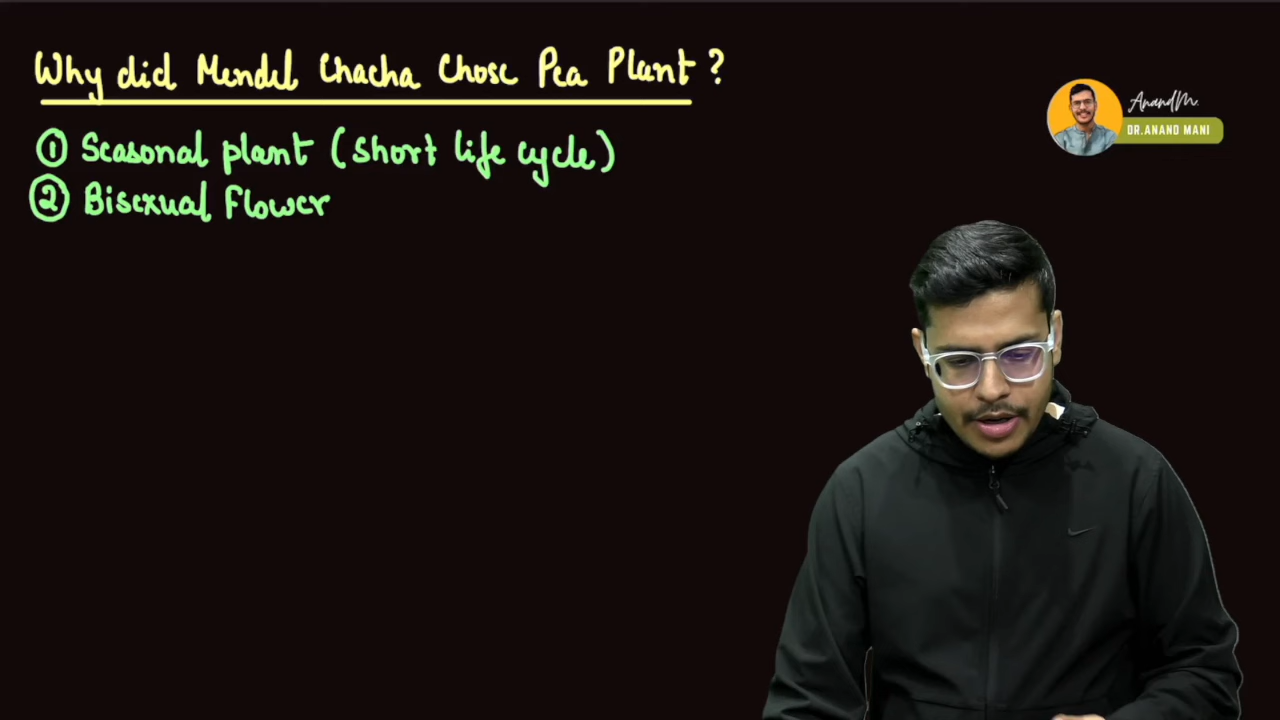 Why did Mendel Chacha Chose Pea Plant ?
① Seasonal plant (Short life cycle)
② Bisexual Flower
Anand M.
DR.ANAND MANI